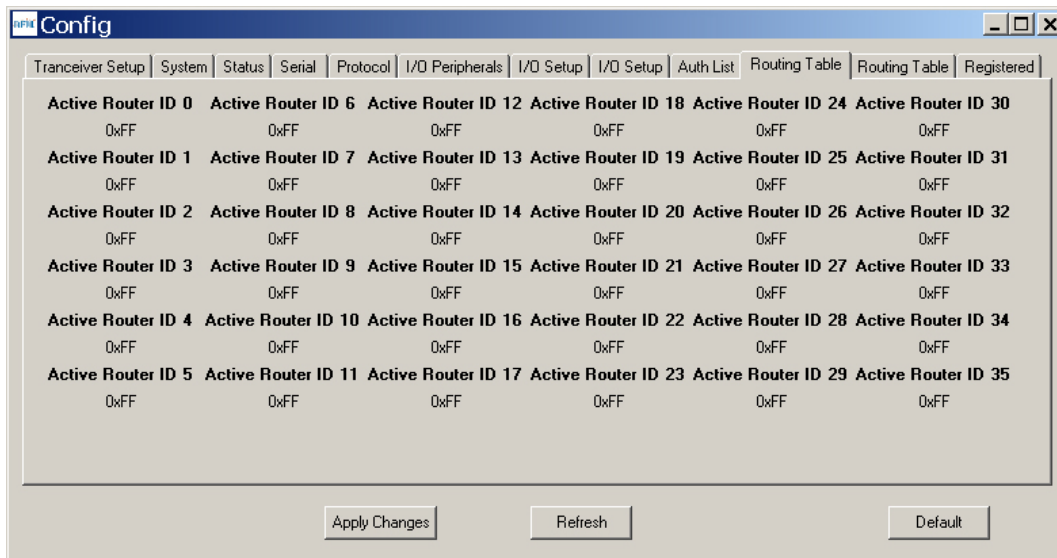 RFM Config
Tranceiver Setup System Status Serial Protocol I/O Peripherals I/O Setup I/O Setup Auth List Routing Table Routing Table Registered
Active Router ID 0 Active Router ID 6 Active Router ID 12 Active Router ID 18 Active Router ID 24 Active Router ID 30
0xFF 0xFF 0xFF 0xFF 0xFF 0xFF
Active Router ID 1 Active Router ID 7 Active Router ID 13 Active Router ID 19 Active Router ID 25 Active Router ID 31
0xFF 0xFF 0xFF 0xFF 0xFF 0xFF
Active Router ID 2 Active Router ID 8 Active Router ID 14 Active Router ID 20 Active Router ID 26 Active Router ID 32
0xFF 0xFF 0xFF 0xFF 0xFF 0xFF
Active Router ID 3 Active Router ID 9 Active Router ID 15 Active Router ID 21 Active Router ID 27 Active Router ID 33
0xFF 0xFF 0xFF 0xFF 0xFF 0xFF
Active Router ID 4 Active Router ID 10 Active Router ID 16 Active Router ID 22 Active Router ID 28 Active Router ID 34
0xFF 0xFF 0xFF 0xFF 0xFF 0xFF
Active Router ID 5 Active Router ID 11 Active Router ID 17 Active Router ID 23 Active Router ID 29 Active Router ID 35
0xFF 0xFF 0xFF 0xFF 0xFF 0xFF
Apply Changes Refresh Default